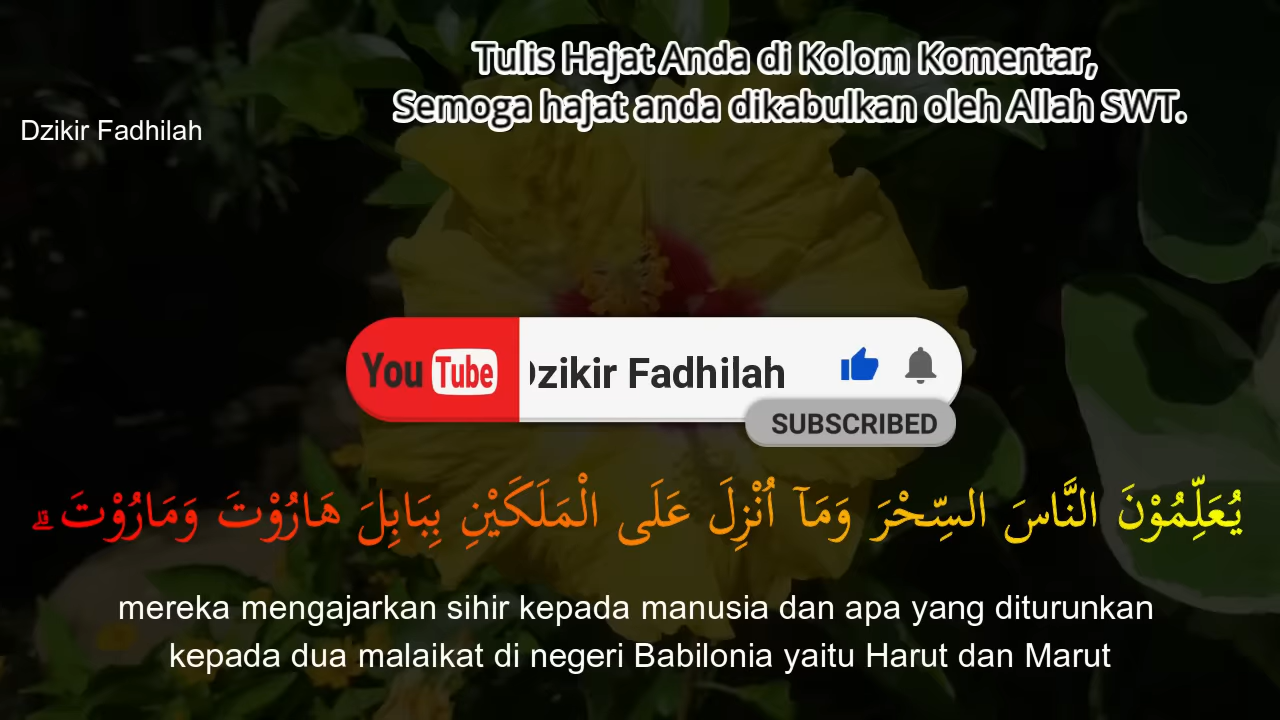 Tulis Hajat Anda di Kolom Komentar,
Semoga hajat anda dikabulkan oleh Allah SWT.
Dzikir Fadhilah
YouTube Dzikir Fadhilah
SUBSCRIBED
يُعَلِّمُوْنَ النَّاسَ السِّحْرَ وَمَآ اُنْزِلَ عَلَى الْمَلَكَيْنِ بِبَابِلَ هَارُوْتَ وَمَارُوْتَ ۗ
mereka mengajarkan sihir kepada manusia dan apa yang diturunkan
kepada dua malaikat di negeri Babilonia yaitu Harut dan Marut